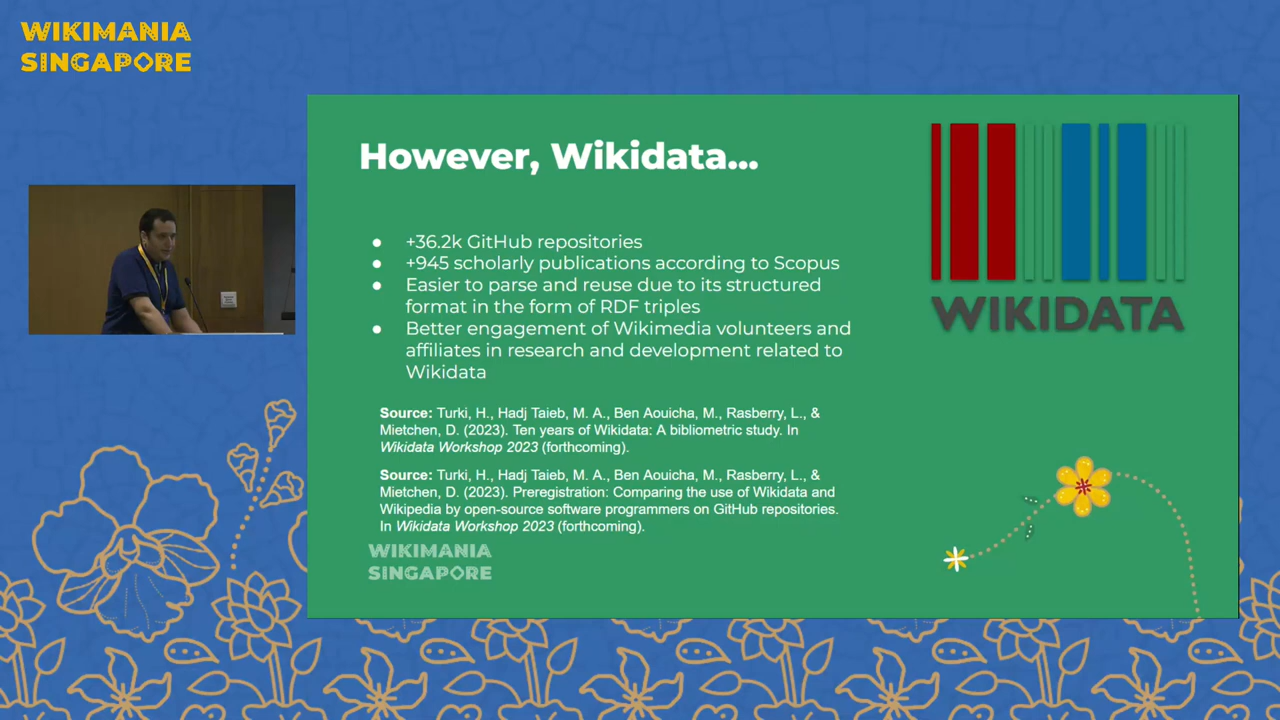 WIKIMANIA
SINGAPORE
However, Wikidata...
● +36.2k GitHub repositories
● +945 scholarly publications according to Scopus
● Easier to parse and reuse due to its structured
format in the form of RDF triples
● Better engagement of Wikimedia volunteers and
affiliates in research and development related to
Wikidata
Source: Turki, H., Hadj Taieb, M. A., Ben Aouicha, M., Rasberry, L., &
Mietchen, D. (2023). Ten years of Wikidata: A bibliometric study. In
Wikidata Workshop 2023 (forthcoming).
Source: Turki, H., Hadj Taieb, M. A., Ben Aouicha, M., Rasberry, L., &
Mietchen, D. (2023). Preregistration: Comparing the use of Wikidata and
Wikipedia by open-source software programmers on GitHub repositories.
In Wikidata Workshop 2023 (forthcoming).
WIKIMANIA
SINGAPORE
WIKIDATA